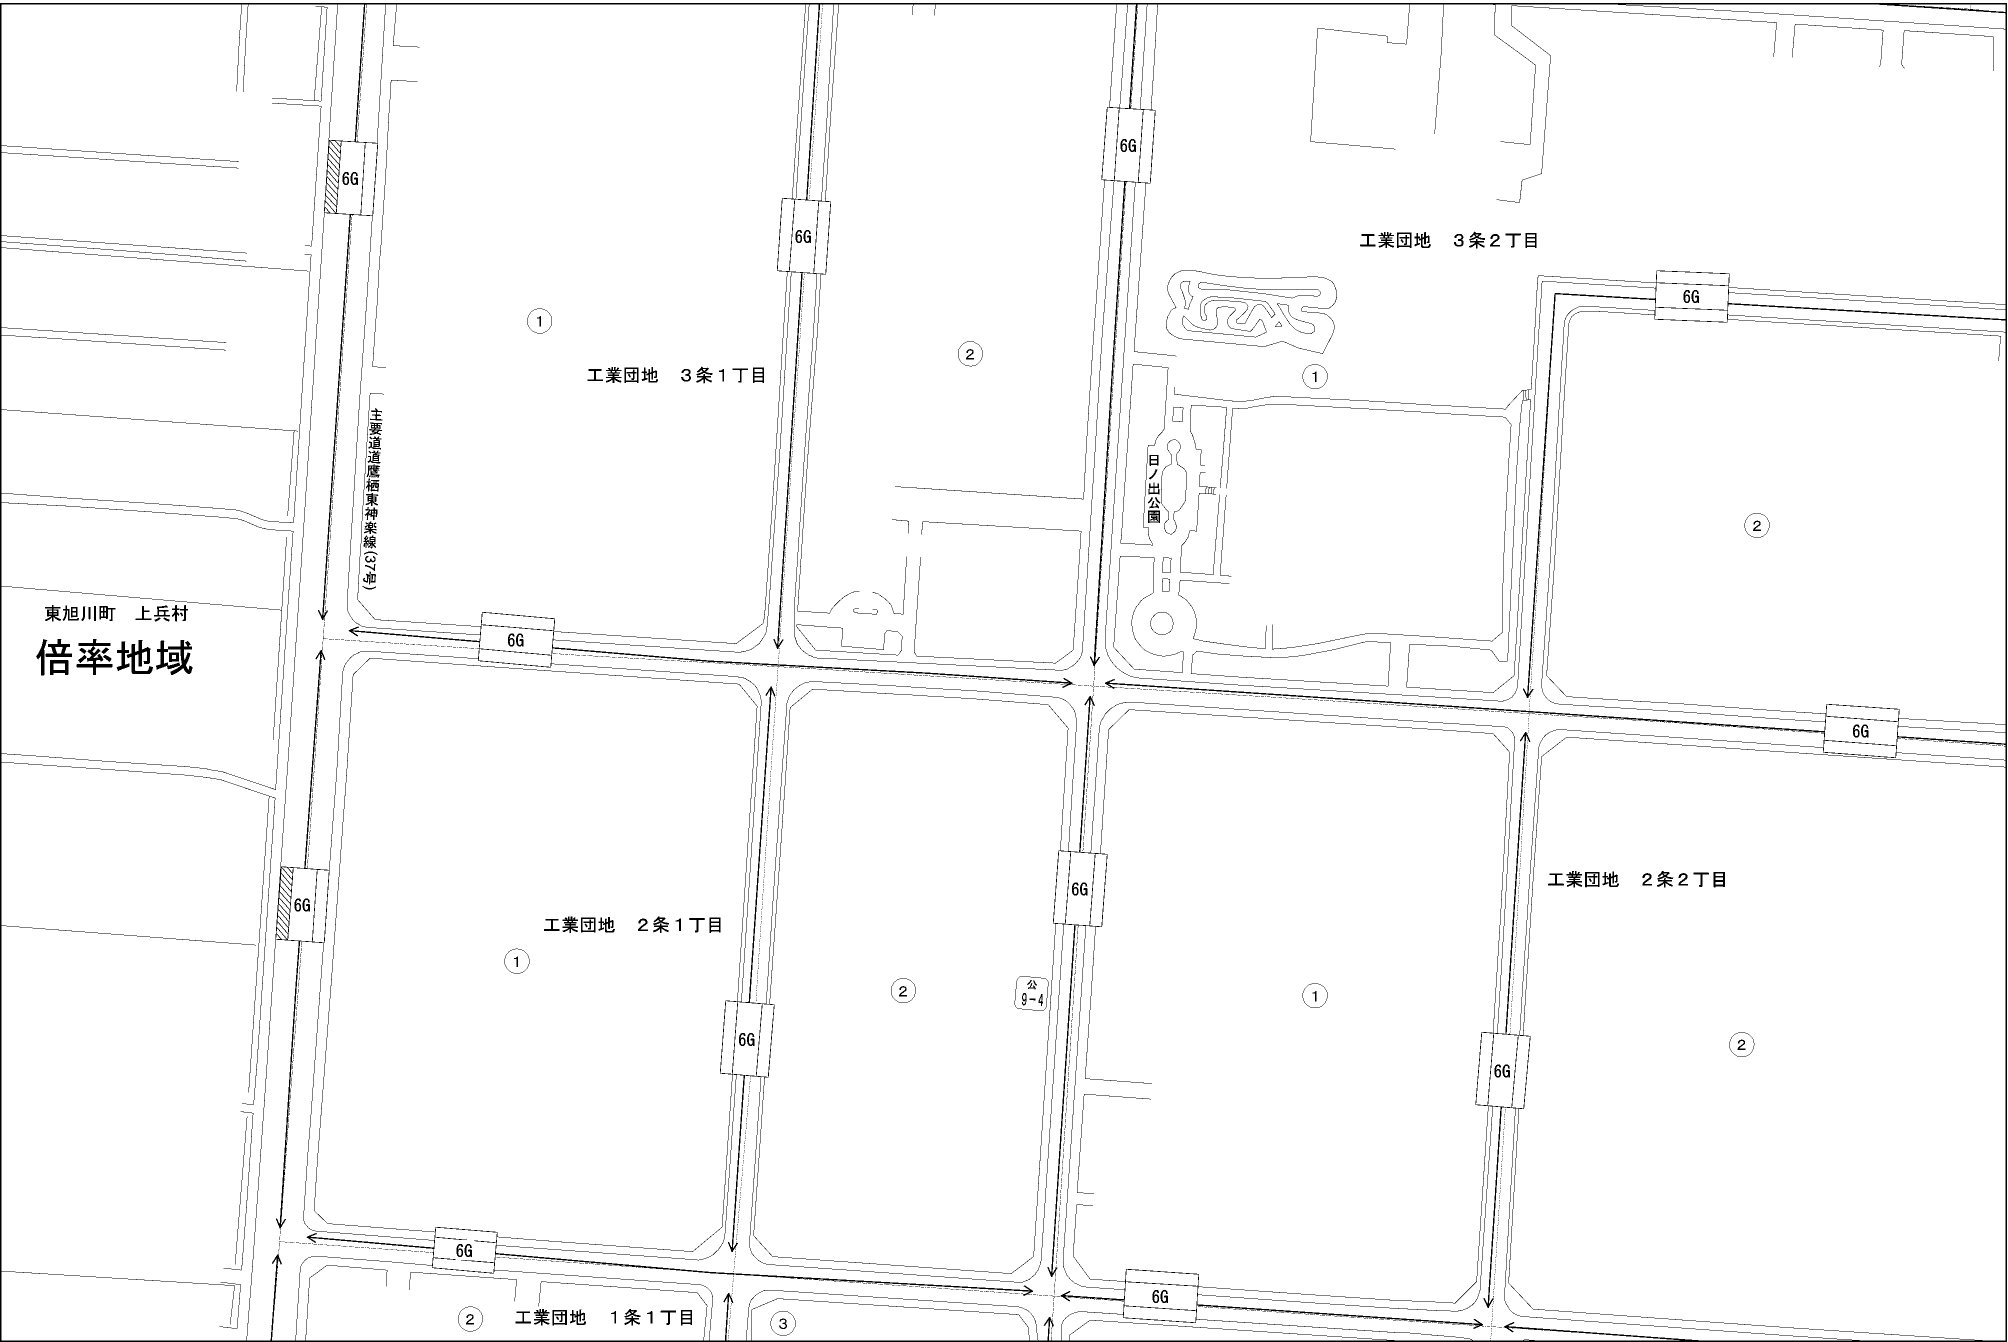 6G
6G
6G
工業団地　３条２丁目
6G
1
2
工業団地　３条１丁目
1
主要道道鷹栖東神楽線(37号)
日ノ出公園
2
東旭川町　上兵村
倍率地域
6G
6G
6G
6G
工業団地　２条２丁目
6G
工業団地　２条１丁目
1
2
公
9-4
1
6G
2
6G
6G
6G
2
工業団地　１条１丁目
3